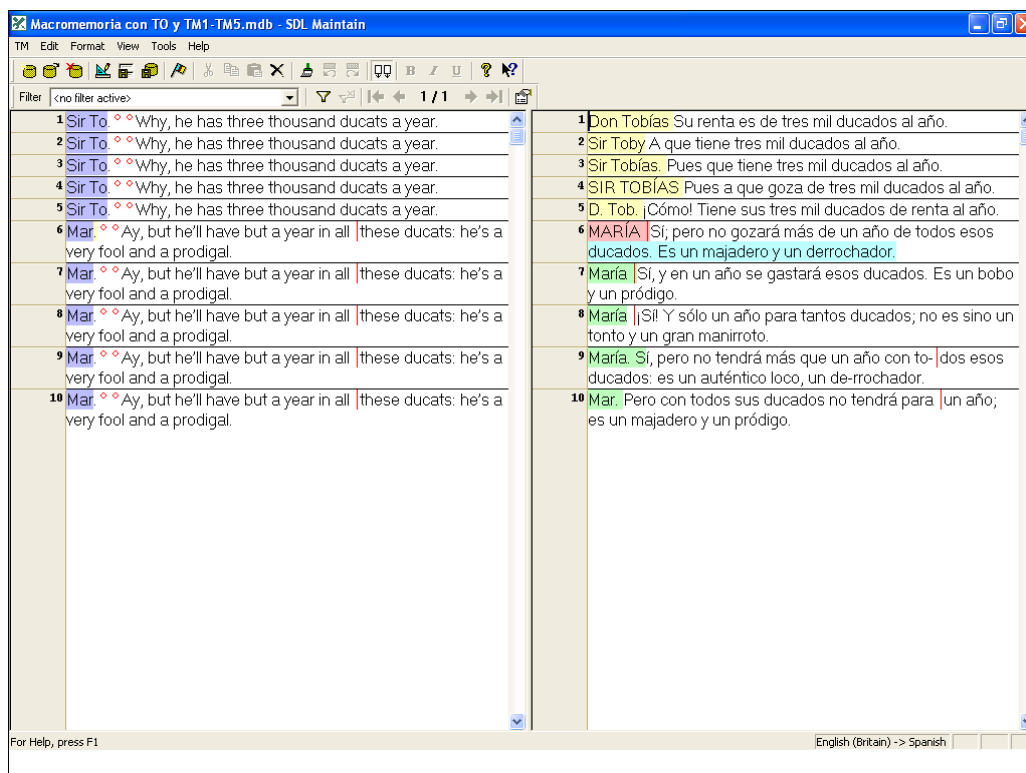 Macromemoria con TO y TM1-TM5.mdb - SDL Maintain
TM Edit Format View Tools Help
B I U
Filter <no filter active> 1/1
1 Sir To. ° °Why, he has three thousand ducats a year.
2 Sir To. ° °Why, he has three thousand ducats a year.
3 Sir To. ° °Why, he has three thousand ducats a year.
4 Sir To. ° °Why, he has three thousand ducats a year.
5 Sir To. ° °Why, he has three thousand ducats a year.
6 Mar. ° °Ay, but he'll have but a year in all these ducats: he's a
very fool and a prodigal.
7 Mar. ° °Ay, but he'll have but a year in all these ducats: he's a
very fool and a prodigal.
8 Mar. ° °Ay, but he'll have but a year in all these ducats: he's a
very fool and a prodigal.
9 Mar. ° °Ay, but he'll have but a year in all these ducats: he's a
very fool and a prodigal.
10 Mar. ° °Ay, but he'll have but a year in all these ducats: he's a
very fool and a prodigal.
1 Don Tobías Su renta es de tres mil ducados al año.
2 Sir Toby A que tiene tres mil ducados al año.
3 Sir Tobías. Pues que tiene tres mil ducados al año.
4 SIR TOBÍAS Pues a que goza de tres mil ducados al año.
5 D. Tob. ¡Cómo! Tiene sus tres mil ducados de renta al año.
6 MARÍA Sí; pero no gozará más de un año de todos esos
ducados. Es un majadero y un derrochador.
7 María Sí, y en un año se gastará esos ducados. Es un bobo
y un pródigo.
8 María ¡Sí! Y sólo un año para tantos ducados; no es sino un
tonto y un gran manirroto.
9 María. Sí, pero no tendrá más que un año con to- dos esos
ducados: es un auténtico loco, un de-rrochador.
10 Mar. Pero con todos sus ducados no tendrá para un año;
es un majadero y un pródigo.
For Help, press F1
English (Britain) -> Spanish